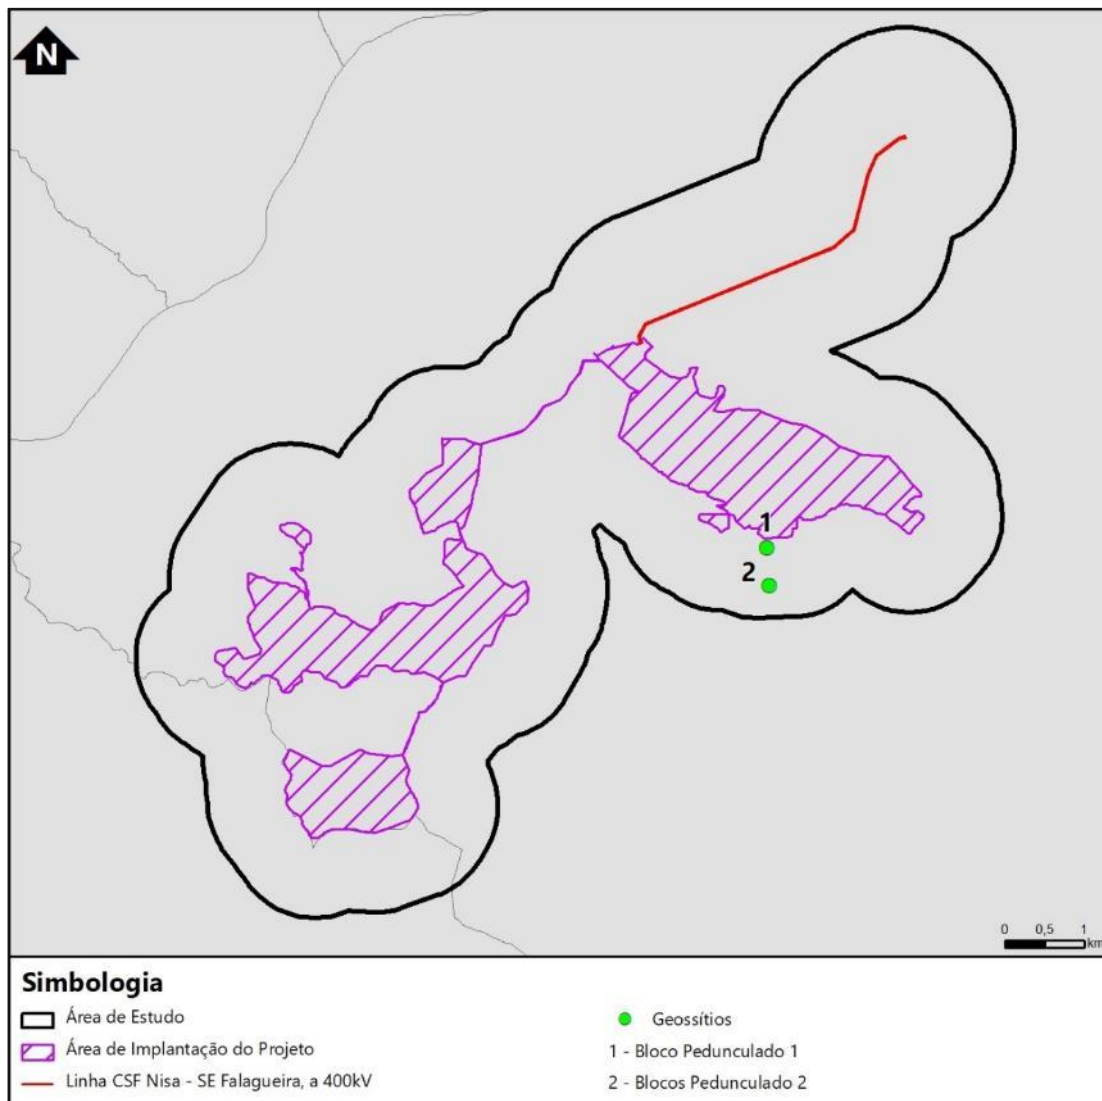 N
1
2
0 0,5 1
km
Simbologia
Área de Estudo
Área de Implantação do Projeto
Linha CSF Nisa - SE Falagueira, a 400kV
Geossítios
1 - Bloco Pedunculado 1
2 - Blocos Pedunculado 2